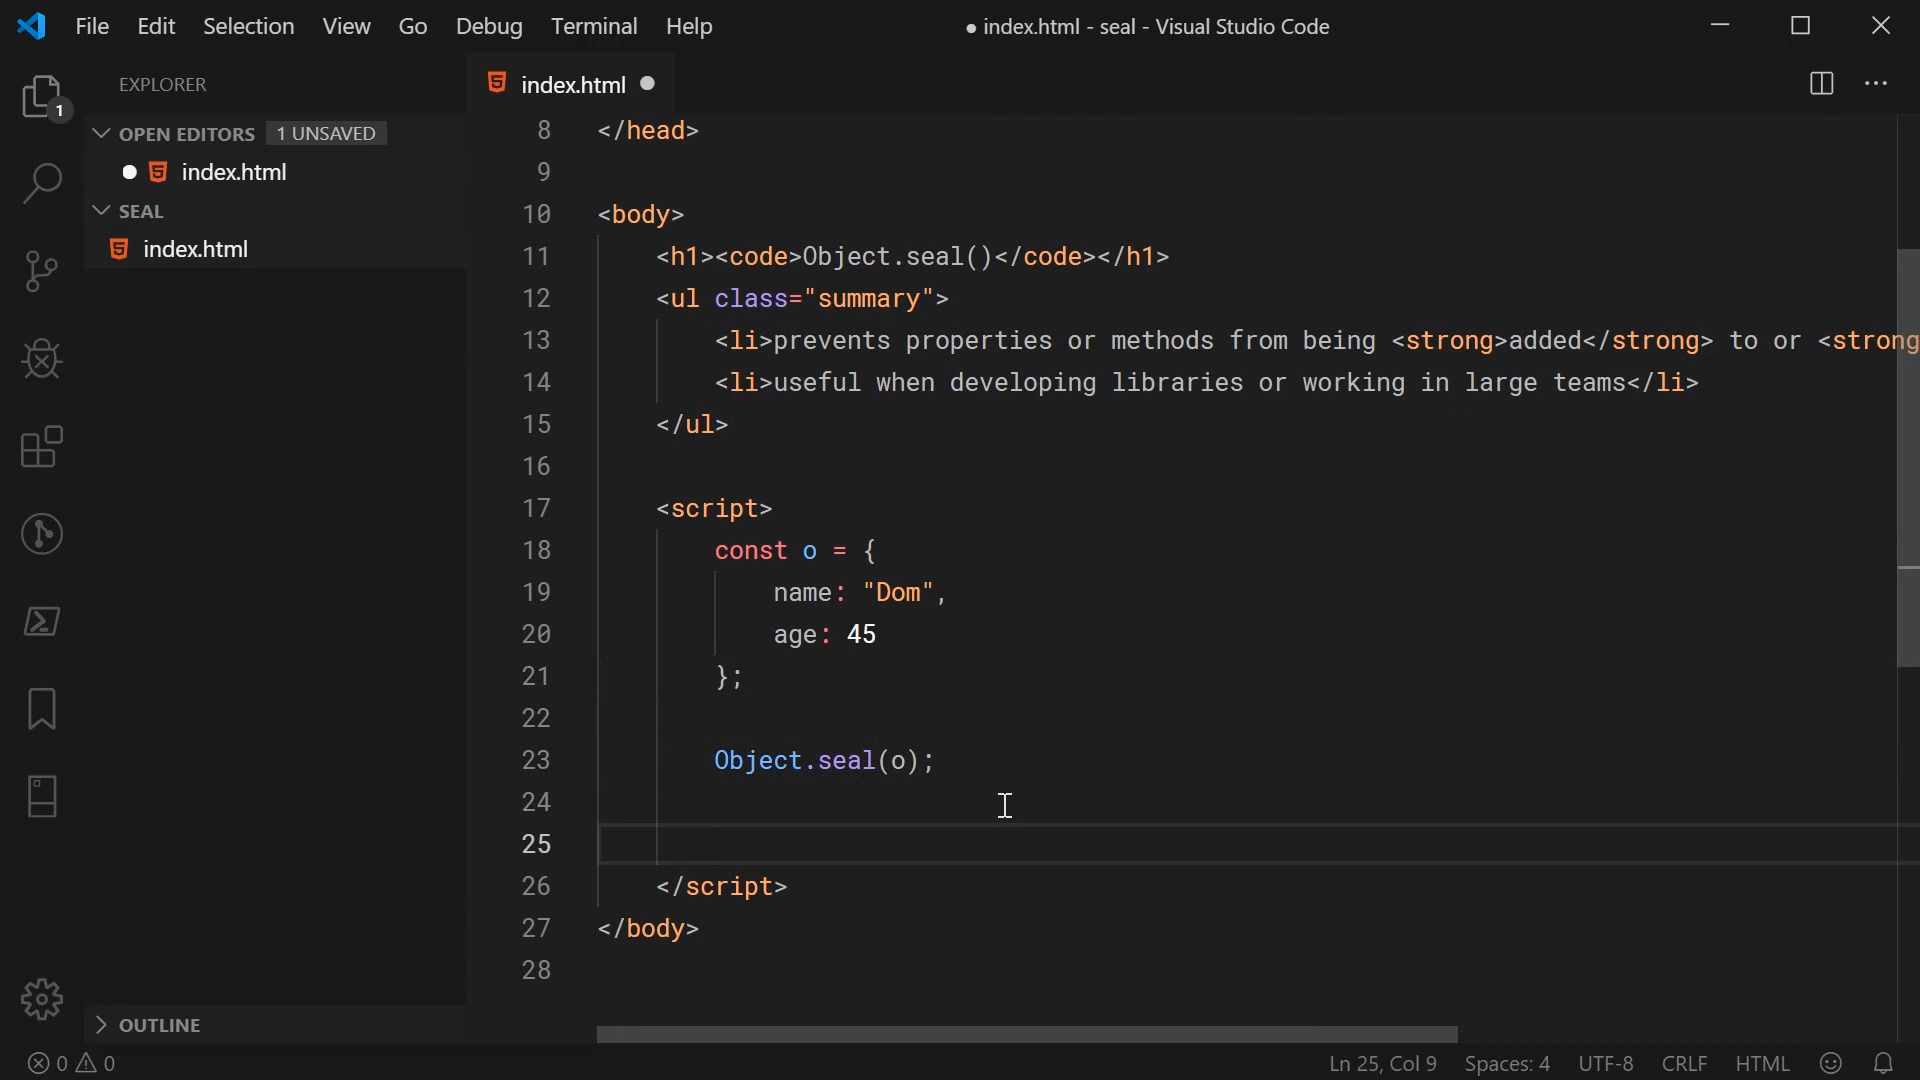 File Edit Selection View Go Debug Terminal Help
● index.html - seal - Visual Studio Code
EXPLORER
1
OPEN EDITORS 1 UNSAVED
index.html
SEAL
index.html
OUTLINE
index.html
8 </head>
9
10 <body>
11 <h1><code>Object.seal()</code></h1>
12 <ul class="summary">
13 <li>prevents properties or methods from being <strong>added</strong> to or <strong
14 <li>useful when developing libraries or working in large teams</li>
15 </ul>
16
17 <script>
18 const o = {
19 name: "Dom",
20 age: 45
21 };
22
23 Object.seal(o);
24
25
26 </script>
27 </body>
28
0 0
Ln 25, Col 9 Spaces: 4 UTF-8 CRLF HTML